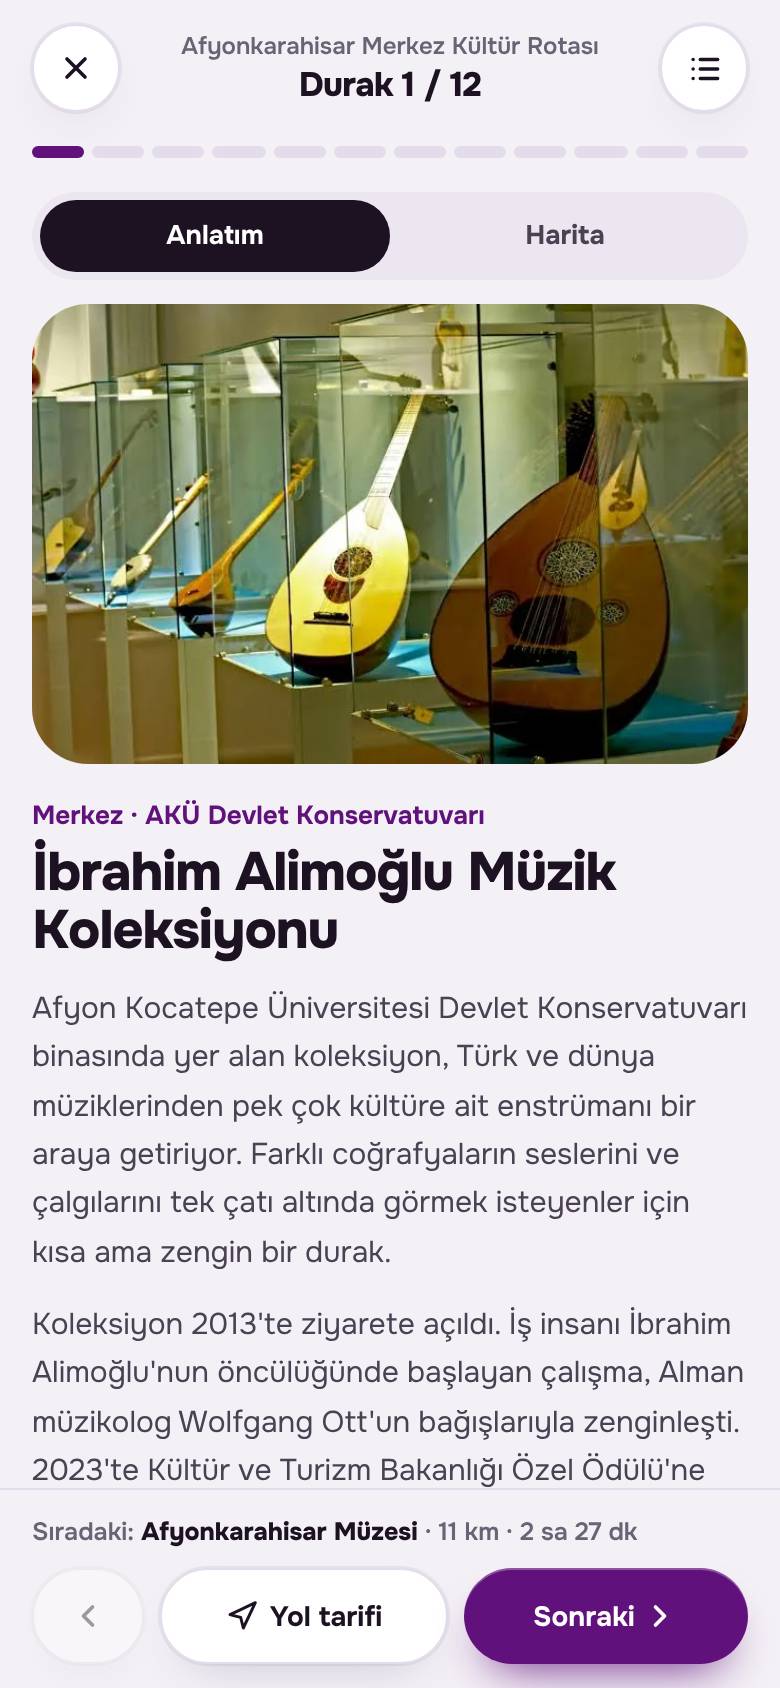 Afyonkarahisar Merkez Kültür Rotası
Durak 1 / 12
Anlatım
Harita
Merkez · AKÜ Devlet Konservatuvarı
İbrahim Alimoğlu Müzik
Koleksiyonu
Afyon Kocatepe Üniversitesi Devlet Konservatuvarı
binasında yer alan koleksiyon, Türk ve dünya
müziklerinden pek çok kültüre ait enstrümanı bir
araya getiriyor. Farklı coğrafyaların seslerini ve
çalgılarını tek çatı altında görmek isteyenler için
kısa ama zengin bir durak.
Koleksiyon 2013'te ziyarete açıldı. İş insanı İbrahim
Alimoğlu'nun öncülüğünde başlayan çalışma, Alman
müzikolog Wolfgang Ott'un bağışlarıyla zenginleşti.
2023'te Kültür ve Turizm Bakanlığı Özel Ödülü'ne
Sıradaki: Afyonkarahisar Müzesi · 11 km · 2 sa 27 dk
Yol tarifi
Sonraki